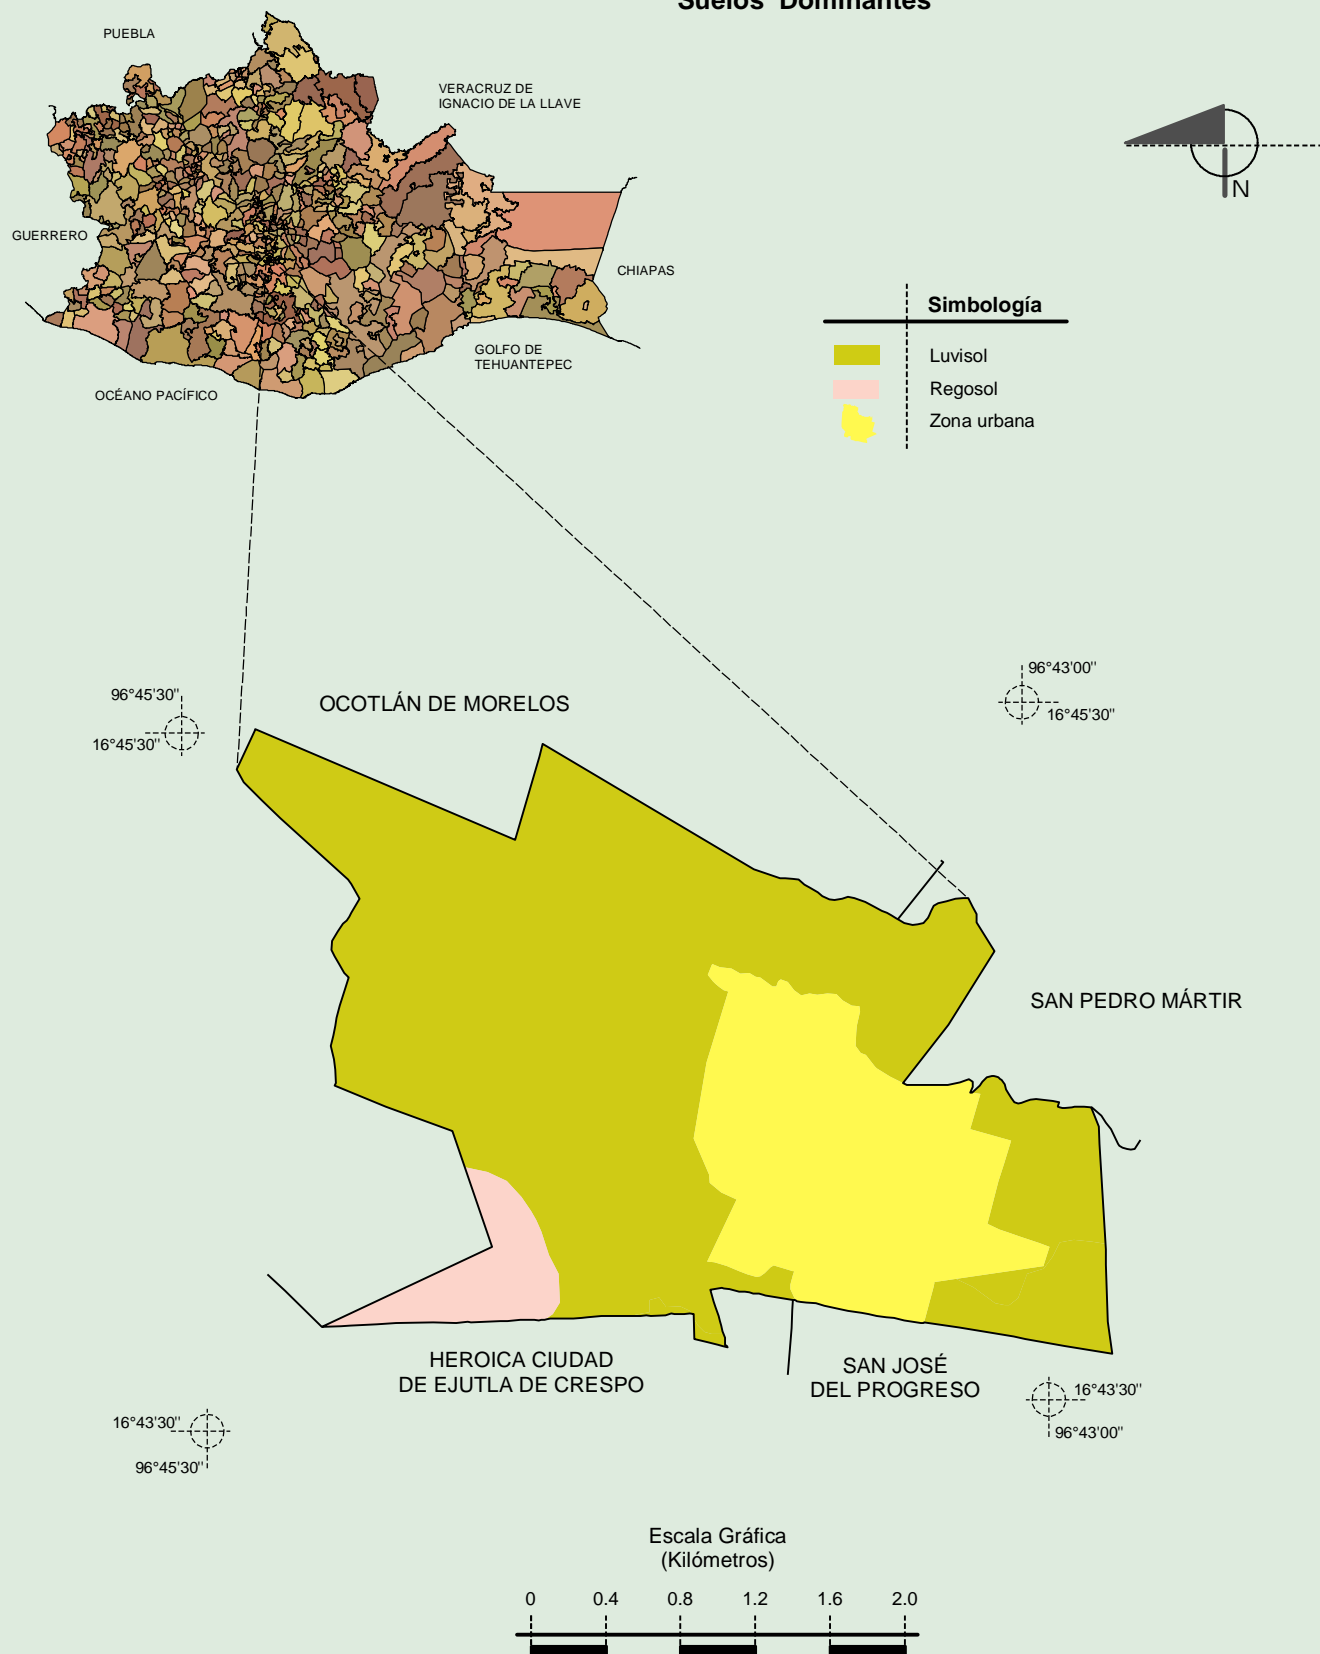 Suelos Dominantes
PUEBLA
VERACRUZ DE
IGNACIO DE LA LLAVE
GUERRERO
CHIAPAS
GOLFO DE
TEHUANTEPEC
OCÉANO PACÍFICO
N
Simbología
Luvisol
Regosol
Zona urbana
96°45'30"
16°45'30"
OCOTLÁN DE MORELOS
96°43'00"
16°45'30"
SAN PEDRO MÁRTIR
HEROICA CIUDAD
DE EJUTLA DE CRESPO
SAN JOSÉ
DEL PROGRESO
16°43'30"
96°45'30"
16°43'30"
96°43'00"
Escala Gráfica
(Kilómetros)
0 0.4 0.8 1.2 1.6 2.0